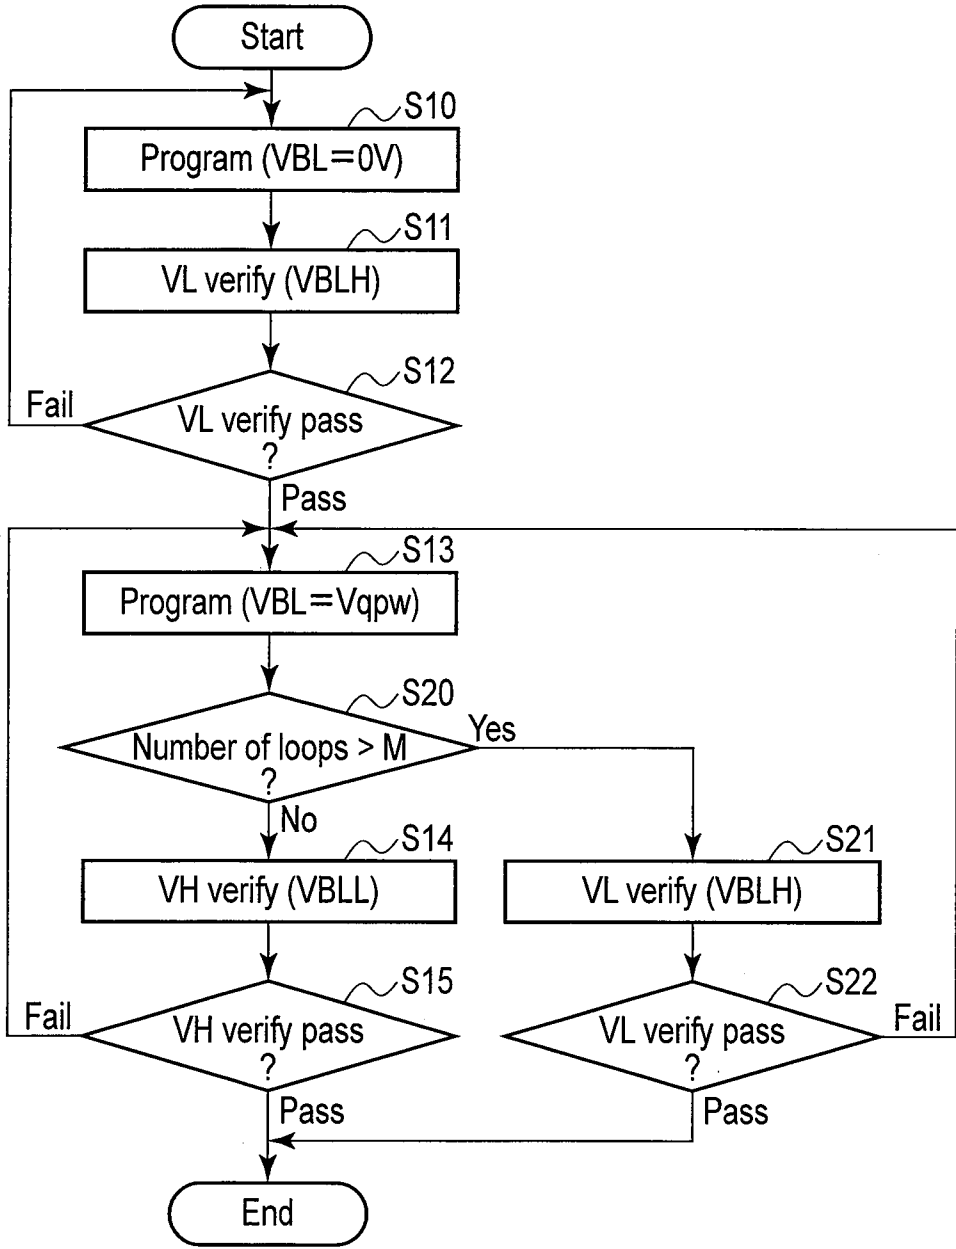 Start
S10
Program (VBL=0V)
S11
VL verify (VBLH)
S12
Fail
VL verify pass
?
Pass
S13
Program (VBL=Vqpw)
S20
Yes
Number of loops > M
?
No
S14
S21
VH verify (VBLL)
VL verify (VBLH)
S15
S22
Fail
VH verify pass
?
VL verify pass
?
Fail
Pass
Pass
End